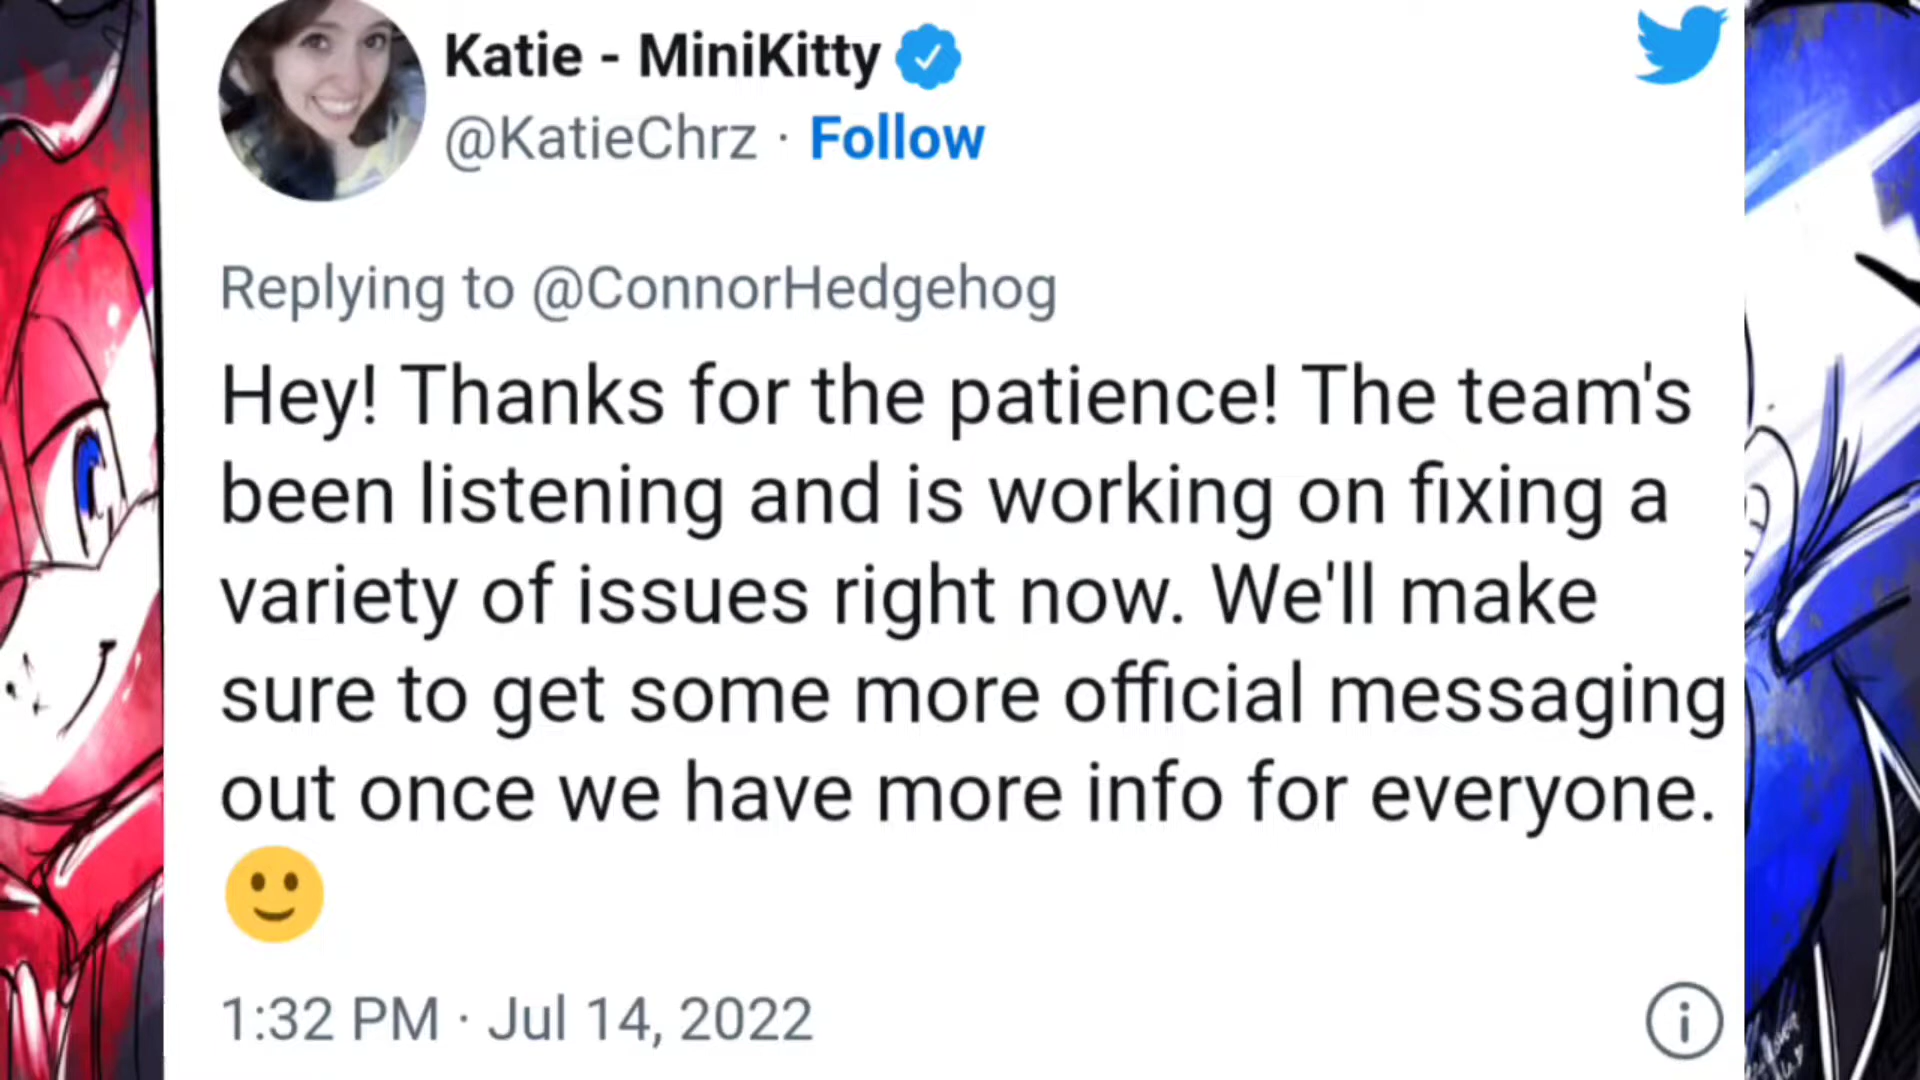 Katie - MiniKitty
@KatieChrz · Follow
Replying to @ConnorHedgehog
Hey! Thanks for the patience! The team's
been listening and is working on fixing a
variety of issues right now. We'll make
sure to get some more official messaging
out once we have more info for everyone.
🙂
1:32 PM · Jul 14, 2022